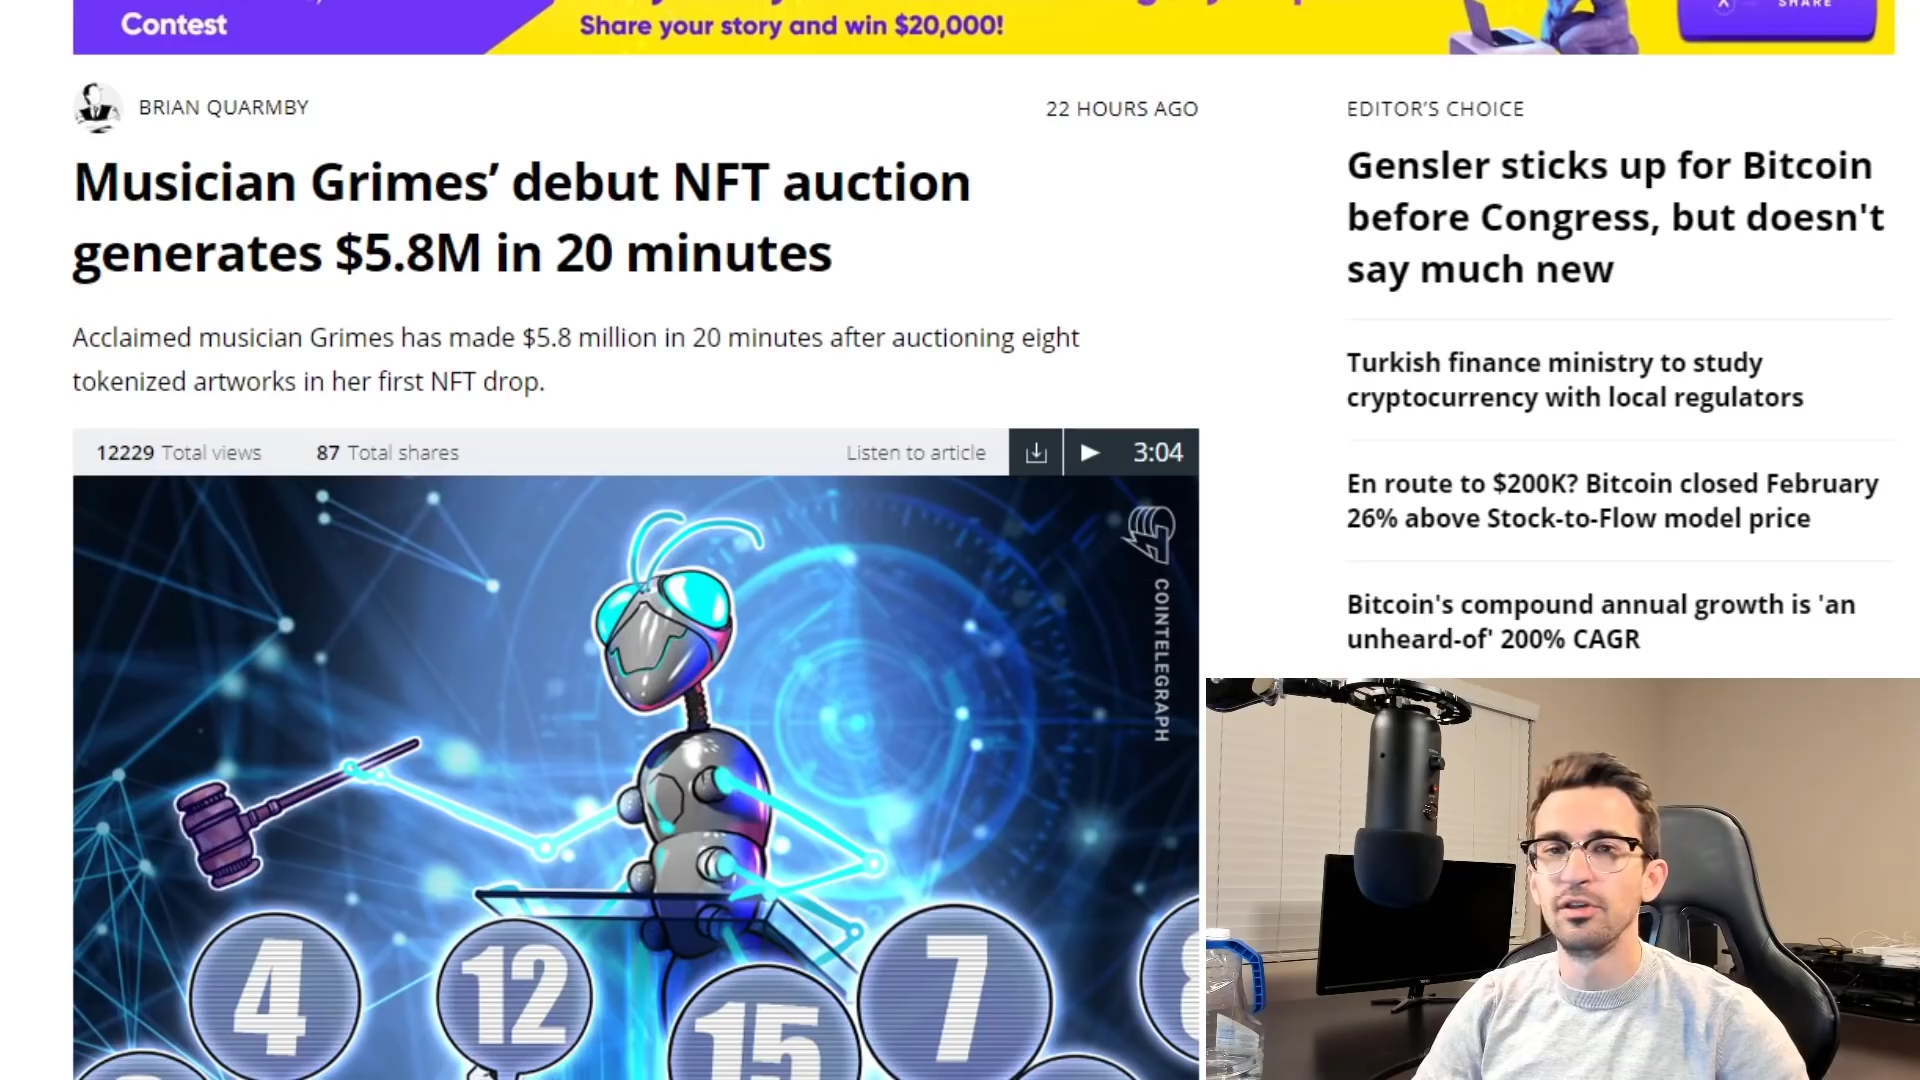 Contest
Share your story and win $20,000!
SHARE
BRIAN QUARMBY
22 HOURS AGO
Musician Grimes’ debut NFT auction
generates $5.8M in 20 minutes
Acclaimed musician Grimes has made $5.8 million in 20 minutes after auctioning eight
tokenized artworks in her first NFT drop.
12229 Total views
87 Total shares
Listen to article
3:04
COINTELEGRAPH
4
12
15
7
EDITOR’S CHOICE
Gensler sticks up for Bitcoin
before Congress, but doesn't
say much new
Turkish finance ministry to study
cryptocurrency with local regulators
En route to $200K? Bitcoin closed February
26% above Stock-to-Flow model price
Bitcoin's compound annual growth is 'an
unheard-of' 200% CAGR